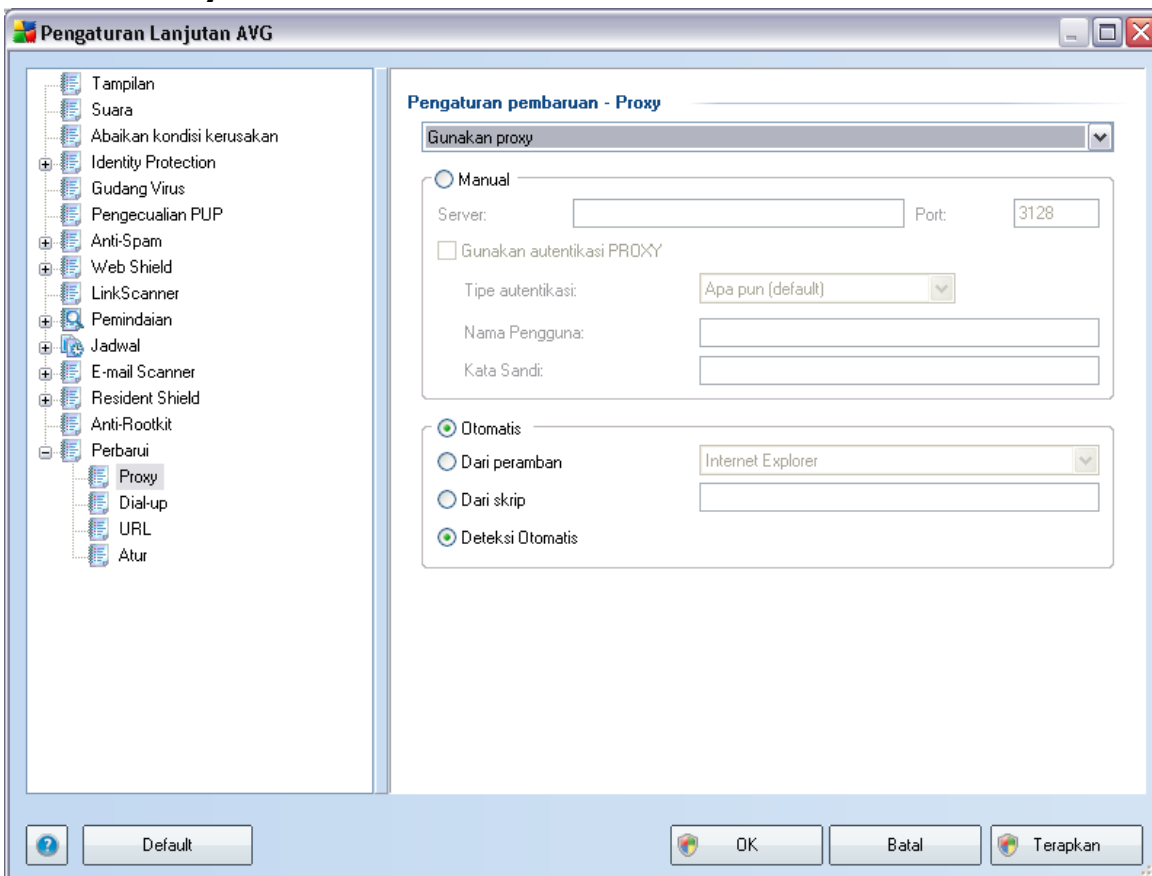 Pengaturan Lanjutan AVG
Tampilan
Suara
Abaikan kondisi kerusakan
Identity Protection
Gudang Virus
Pengecualian PUP
Anti-Spam
Web Shield
LinkScanner
Pemindaian
Jadwal
E-mail Scanner
Resident Shield
Anti-Rootkit
Perbarui
Proxy
Dial-up
URL
Atur
Pengaturan pembaruan - Proxy
Gunakan proxy
Manual
Server: Port: 3128
Gunakan autentikasi PROXY
Tipe autentikasi: Apa pun (default)
Nama Pengguna:
Kata Sandi:
Otomatis
Dari peramban Internet Explorer
Dari skrip
Deteksi Otomatis
Default OK Batal Terapkan